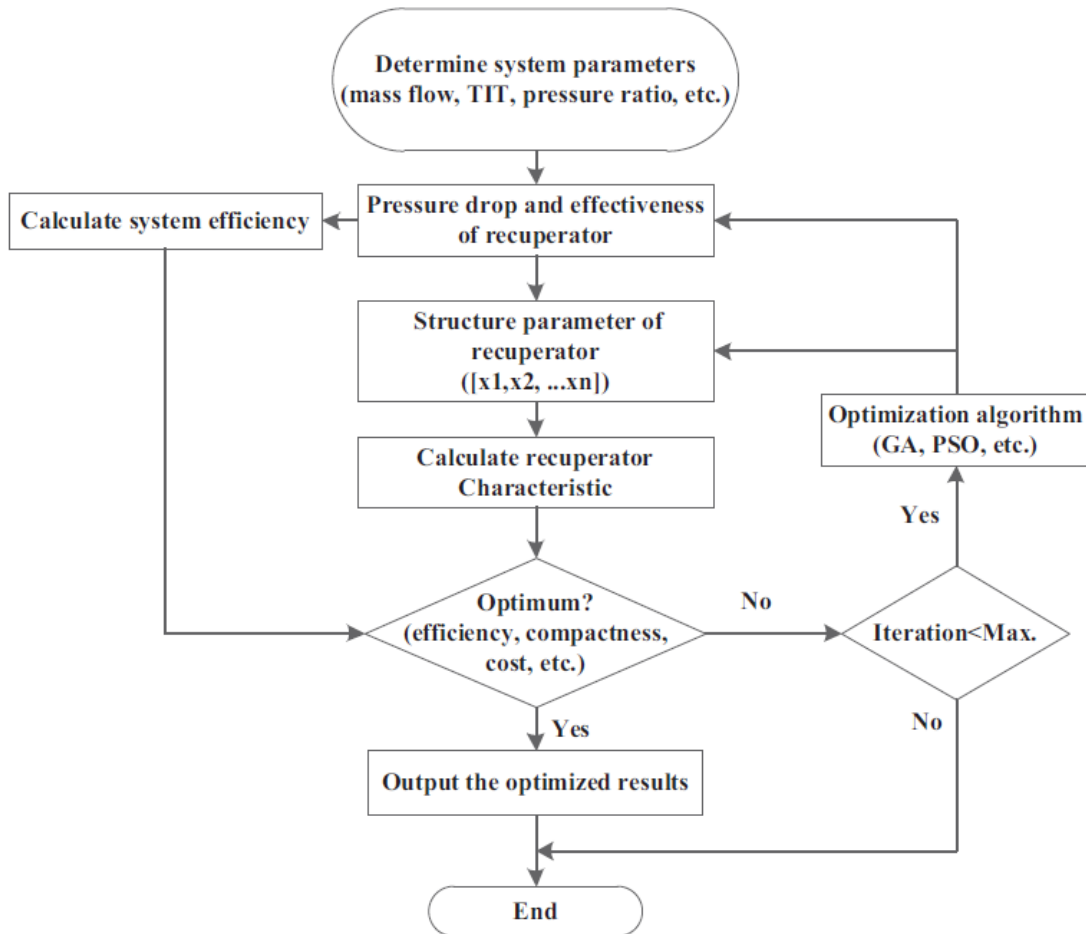 Determine system parameters
(mass flow, TIT, pressure ratio, etc.)
Calculate system efficiency
Pressure drop and effectiveness
of recuperator
Structure parameter of
recuperator
([x1,x2, ...xn])
Optimization algorithm
(GA, PSO, etc.)
Calculate recuperator
Characteristic
Yes
Optimum?
(efficiency, compactness,
cost, etc.)
No
Iteration<Max.
No
Yes
Output the optimized results
End